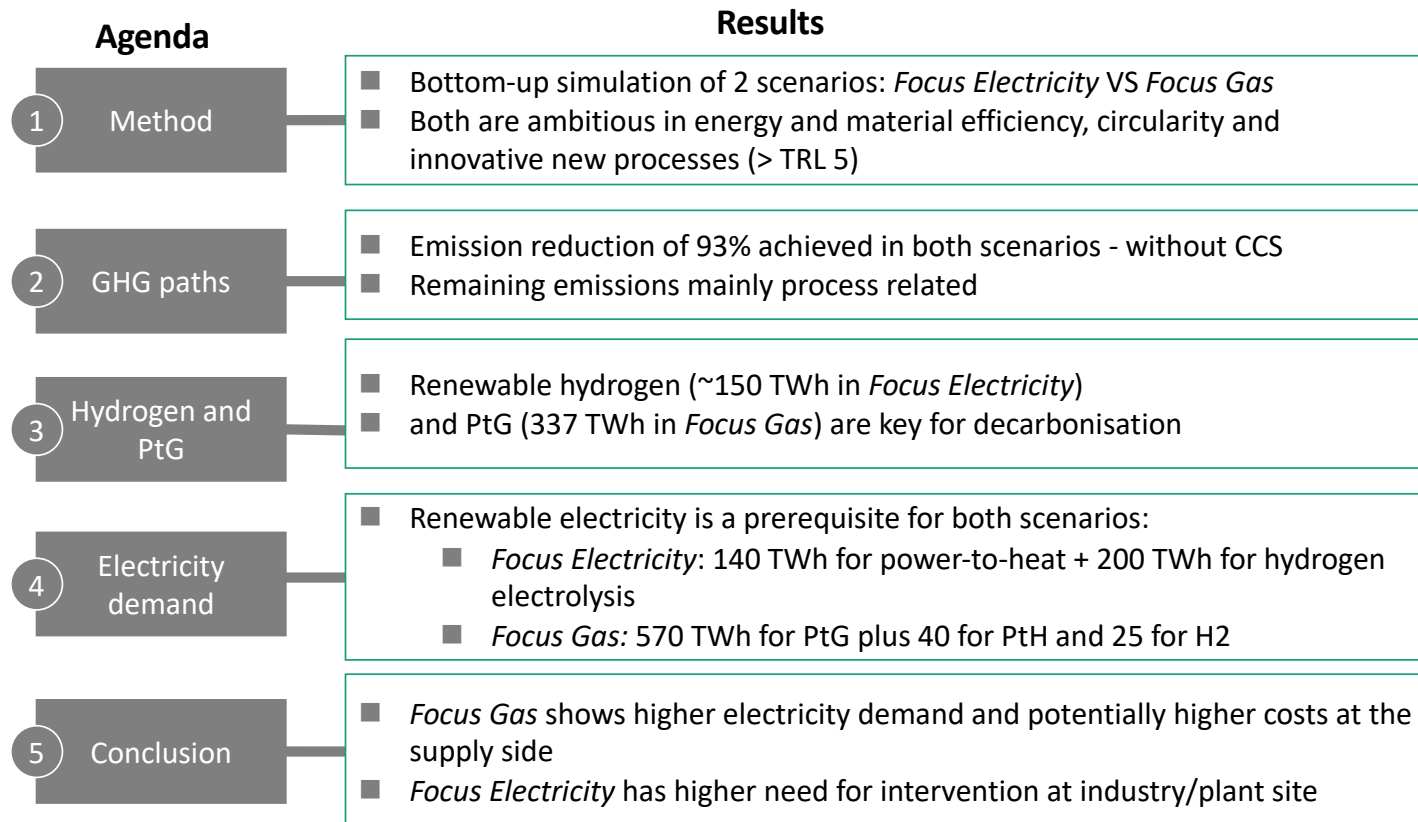 Agenda
Results
1
Method
Bottom-up simulation of 2 scenarios: Focus Electricity VS Focus Gas
Both are ambitious in energy and material efficiency, circularity and
innovative new processes (> TRL 5)
2
GHG paths
Emission reduction of 93% achieved in both scenarios - without CCS
Remaining emissions mainly process related
3
Hydrogen and
PtG
Renewable hydrogen (~150 TWh in Focus Electricity)
and PtG (337 TWh in Focus Gas) are key for decarbonisation
4
Electricity
demand
Renewable electricity is a prerequisite for both scenarios:
Focus Electricity: 140 TWh for power-to-heat + 200 TWh for hydrogen
electrolysis
Focus Gas: 570 TWh for PtG plus 40 for PtH and 25 for H2
5
Conclusion
Focus Gas shows higher electricity demand and potentially higher costs at the
supply side
Focus Electricity has higher need for intervention at industry/plant site